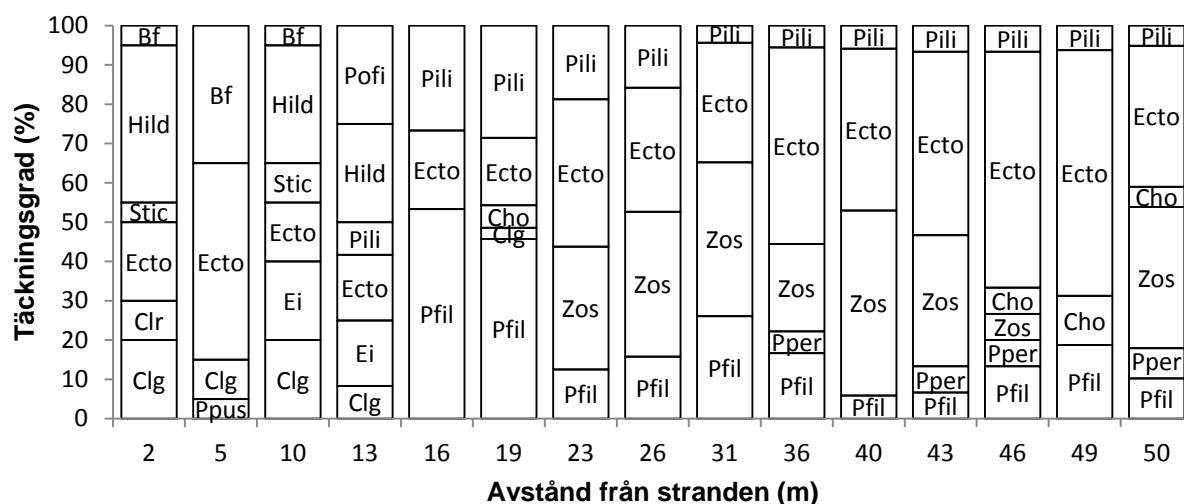 100
90
80
70
60
50
40
30
20
10
0
Täckningsgrad (%)
Bf
Hild
Stic
Ecto
Clr
Clg
Bf
Ecto
Clg
Ppus
Bf
Hild
Stic
Ecto
Ei
Clg
Pofi
Hild
Pili
Ecto
Ei
Clg
Pili
Ecto
Pfil
Pili
Ecto
Cho
Clg
Pfil
Pili
Ecto
Zos
Pfil
Pili
Ecto
Zos
Pfil
Pili
Ecto
Zos
Pfil
Pili
Ecto
Zos
Pper
Pfil
Pili
Ecto
Zos
Pfil
Pili
Ecto
Zos
Pper
Pfil
Pili
Ecto
Cho
Zos
Pper
Pfil
Pili
Ecto
Cho
Pfil
Pili
Ecto
Cho
Zos
Pper
Pfil
2 5 10 13 16 19 23 26 31 36 40 43 46 49 50
Avstånd från stranden (m)